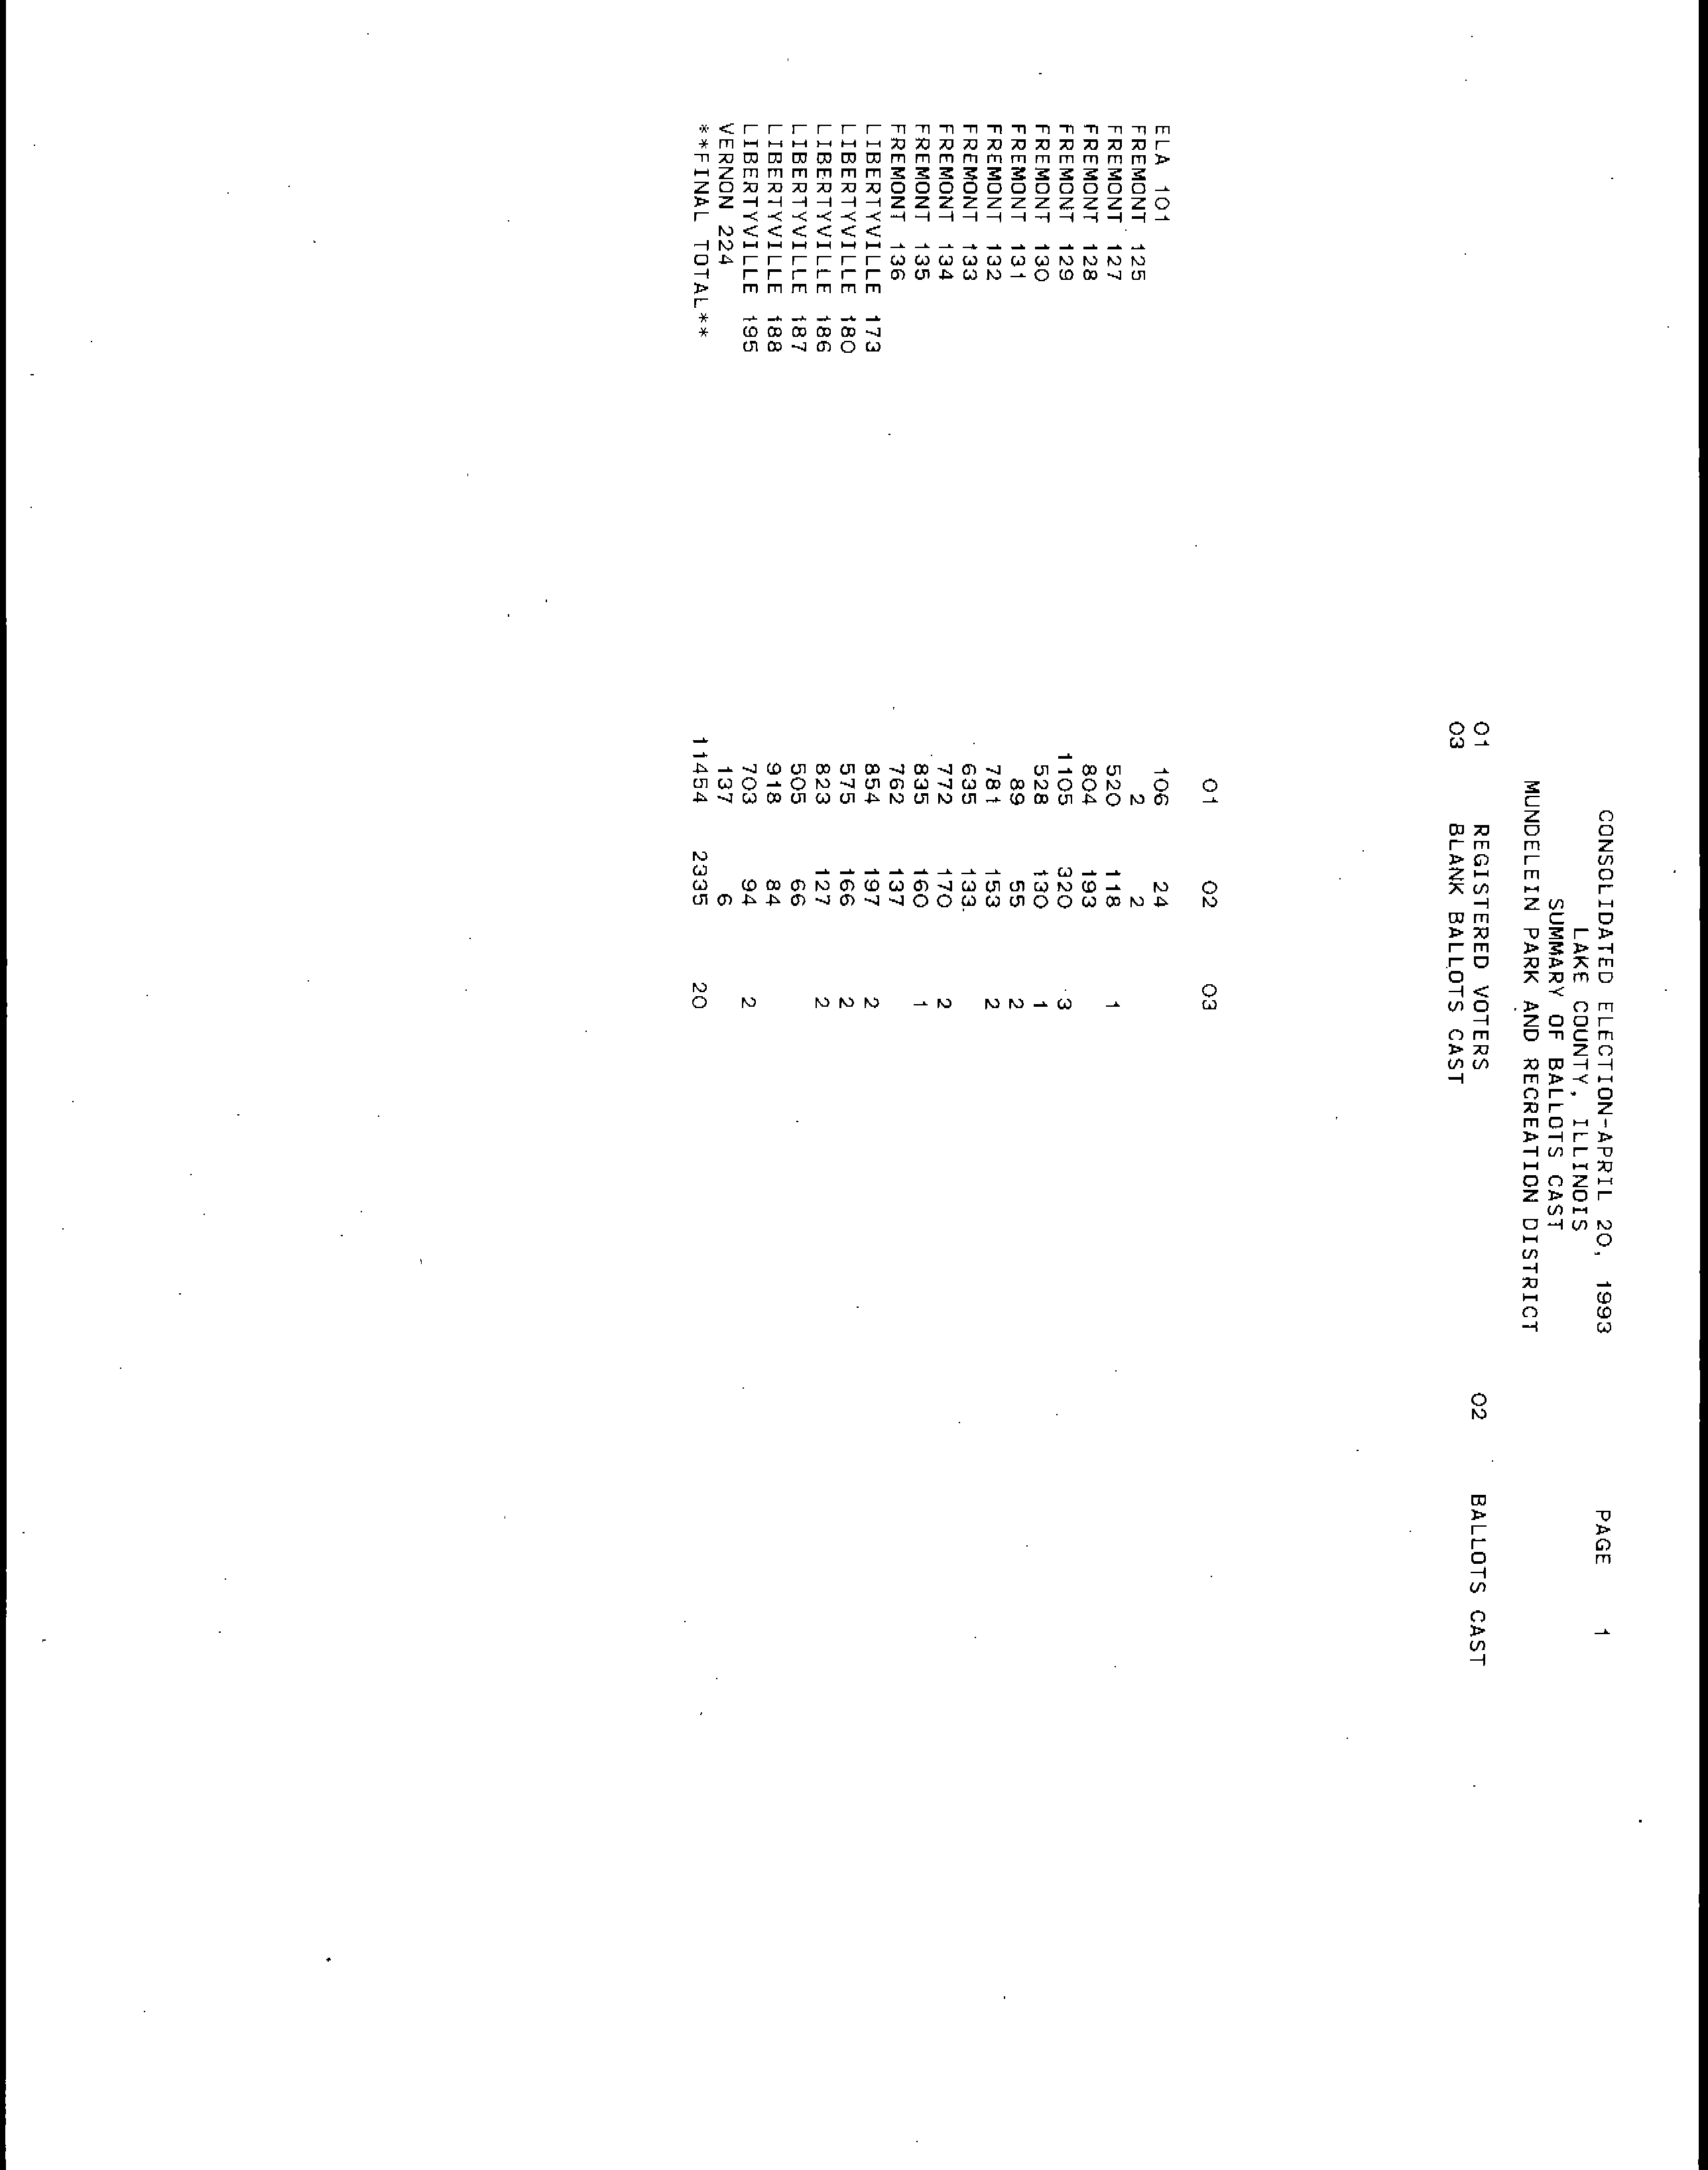 CONSOLIDATED ELECTION-APRIL 20, 1993 PAGE 1
LAKE COUNTY, ILLINOIS
SUMMARY OF BALLOTS CAST
MUNDELEIN PARK AND RECREATION DISTRICT
01 REGISTERED VOTERS 02 BALLOTS CAST
03 BLANK BALLOTS CAST
01 02 03
ELA 101 106 24
FREMONT 125 2 2
FREMONT 127 520 118 1
FREMONT 128 804 193
FREMONT 129 1105 320 3
FREMONT 130 528 130 1
FREMONT 131 89 55 2
FREMONT 132 781 153 2
FREMONT 133 635 133
FREMONT 134 772 170 2
FREMONT 135 835 160 1
FREMONT 136 762 137
LIBERTYVILLE 173 854 197 2
LIBERTYVILLE 180 575 166 2
LIBERTYVILLE 186 823 127 2
LIBERTYVILLE 187 505 66
LIBERTYVILLE 188 918 84
LIBERTYVILLE 195 703 94 2
VERNON 224 137 6
**FINAL TOTAL** 11454 2335 20